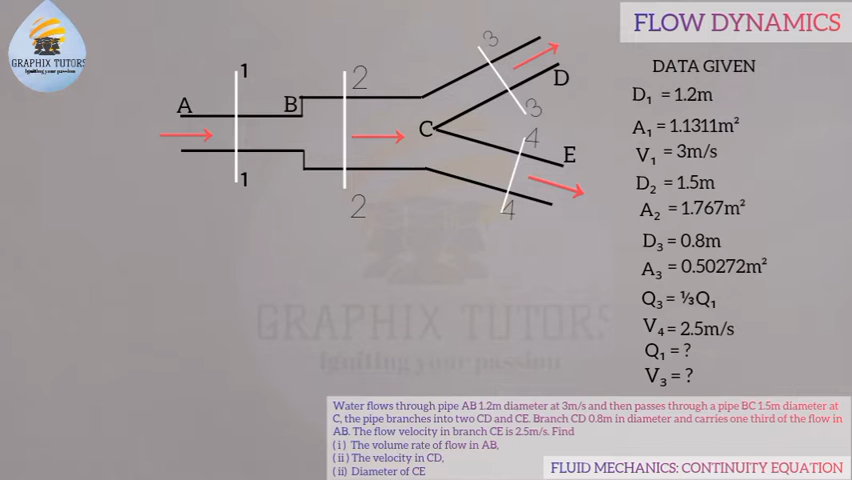 GRAPHIX TUTORS
Igniting your passion
FLOW DYNAMICS
DATA GIVEN
D₁ = 1.2m
A₁ = 1.1311m²
V₁ = 3m/s
D₂ = 1.5m
A₂ = 1.767m²
D₃ = 0.8m
A₃ = 0.50272m²
Q₃ = ⅓Q₁
V₄ = 2.5m/s
Q₁ = ?
V₃ = ?
1
2
3
A
B
C
D
3
4
E
1
2
4
GRAPHIX TUTORS
Igniting your passion
Water flows through pipe AB 1.2m diameter at 3m/s and then passes through a pipe BC 1.5m diameter at
C, the pipe branches into two CD and CE. Branch CD 0.8m in diameter and carries one third of the flow in
AB. The flow velocity in branch CE is 2.5m/s. Find
( i ) The volume rate of flow in AB,
(ii) The velocity in CD,
(ii) Diameter of CE
FLUID MECHANICS: CONTINUITY EQUATION